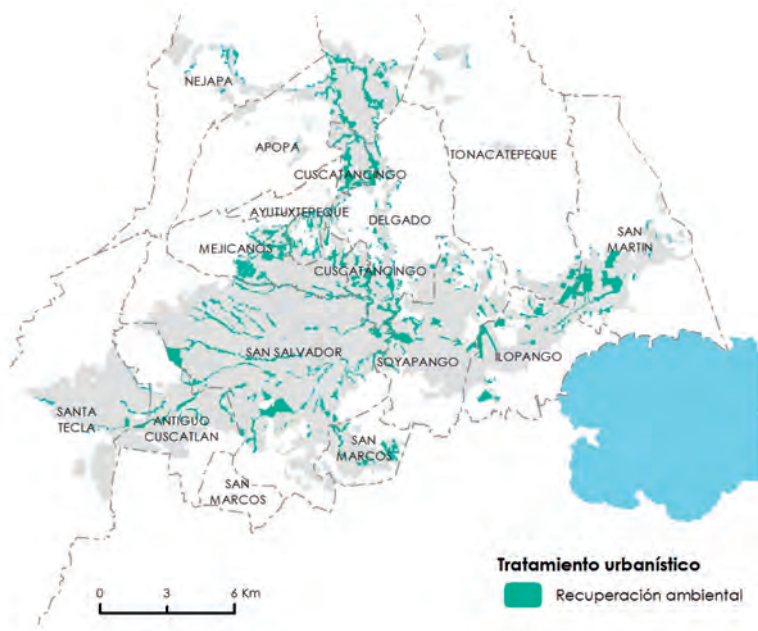 NEJAPA
APOPA
TONACATEPEQUE
CUSCATANCINGO
AYUTUXTEPEQUE
DELGADO
SAN
MARTIN
MEJICANOS
CUSCATANCINGO
SAN SALVADOR
SOYAPANGO
ILOPANGO
SANTA
TECLA
ANTIGUO
CUSCATLAN
SAN
MARCOS
SAN
MARCOS
0 3 6 Km
Tratamiento urbanístico
Recuperación ambiental